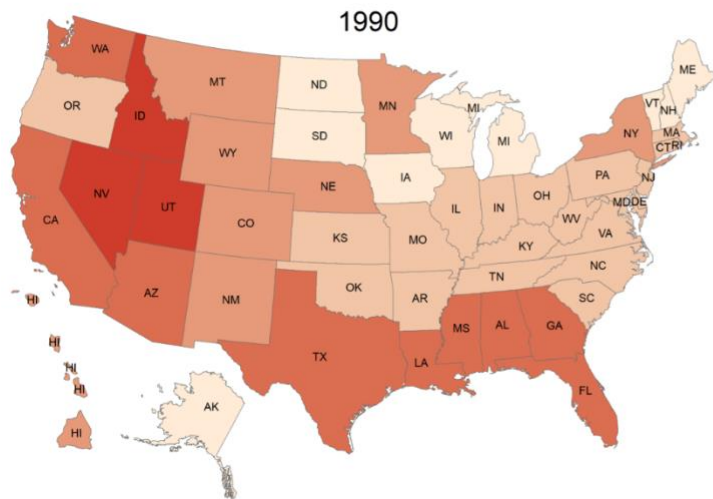 1990
WA
MT
ND
MN
ME
VT
NH
OR
ID
SD
WI
MI
MI
NY
MA
CT
RI
WY
IA
PA
NJ
NV
UT
NE
IL
IN
OH
MD
DE
CA
CO
KS
MO
WV
VA
KY
AZ
NM
OK
AR
TN
NC
SC
HI
TX
LA
MS
AL
GA
HI
HI
HI
FL
AK
HI